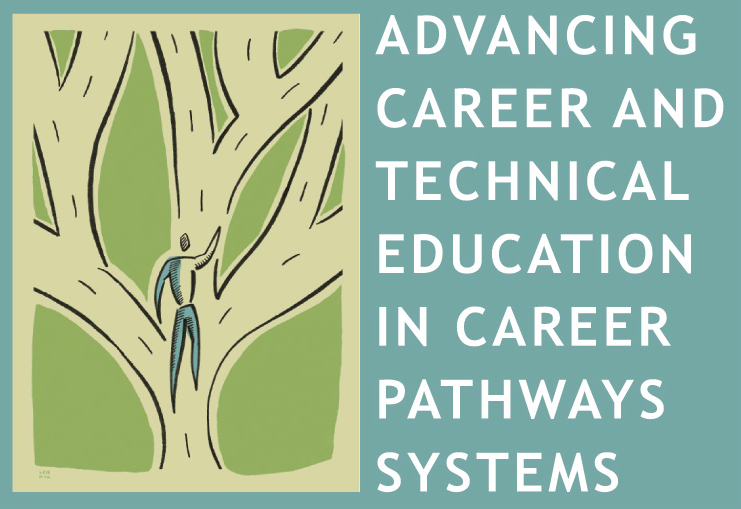 ADVANCING
CAREER AND
TECHNICAL
EDUCATION
IN CAREER
PATHWAYS
SYSTEMS